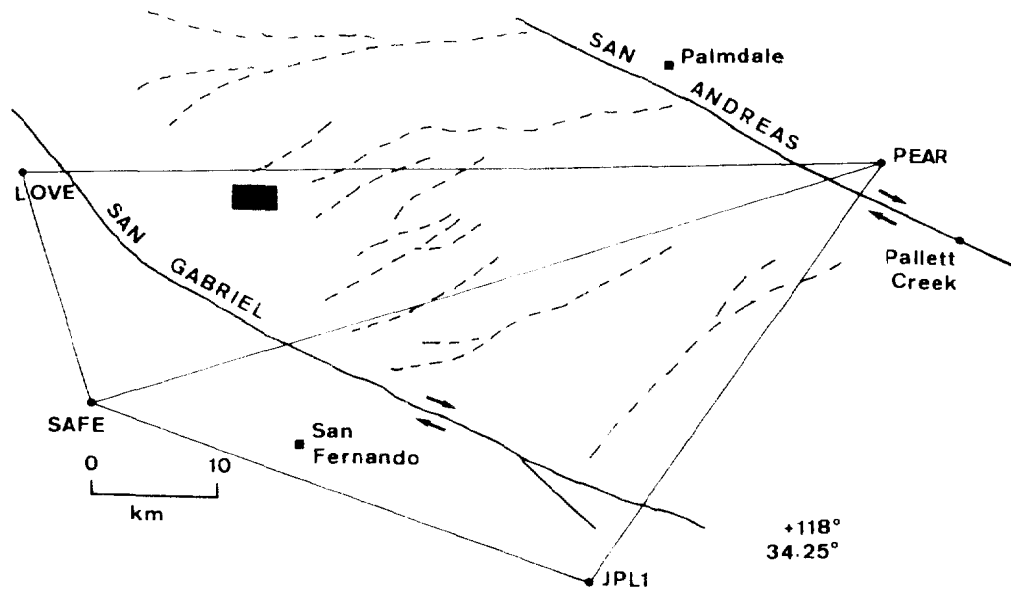 SAN ANDREAS
Palmdale
PEAR
LOVE
SAN GABRIEL
Pallett
Creek
SAFE
San
Fernando
0 10
km
+118°
34.25°
JPL1